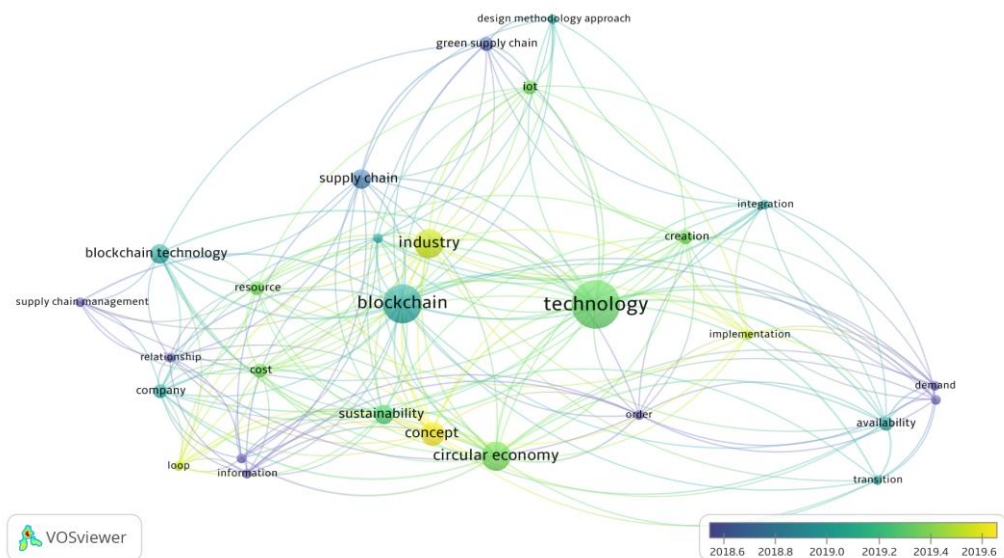 design methodology approach
green supply chain
iot
supply chain
integration
creation
industry
blockchain technology
resource
blockchain
technology
supply chain management
implementation
relationship
cost
company
demand
sustainability
order
availability
concept
circular economy
loop
information
transition
VOSviewer
2018.6 2018.8 2019.0 2019.2 2019.4 2019.6